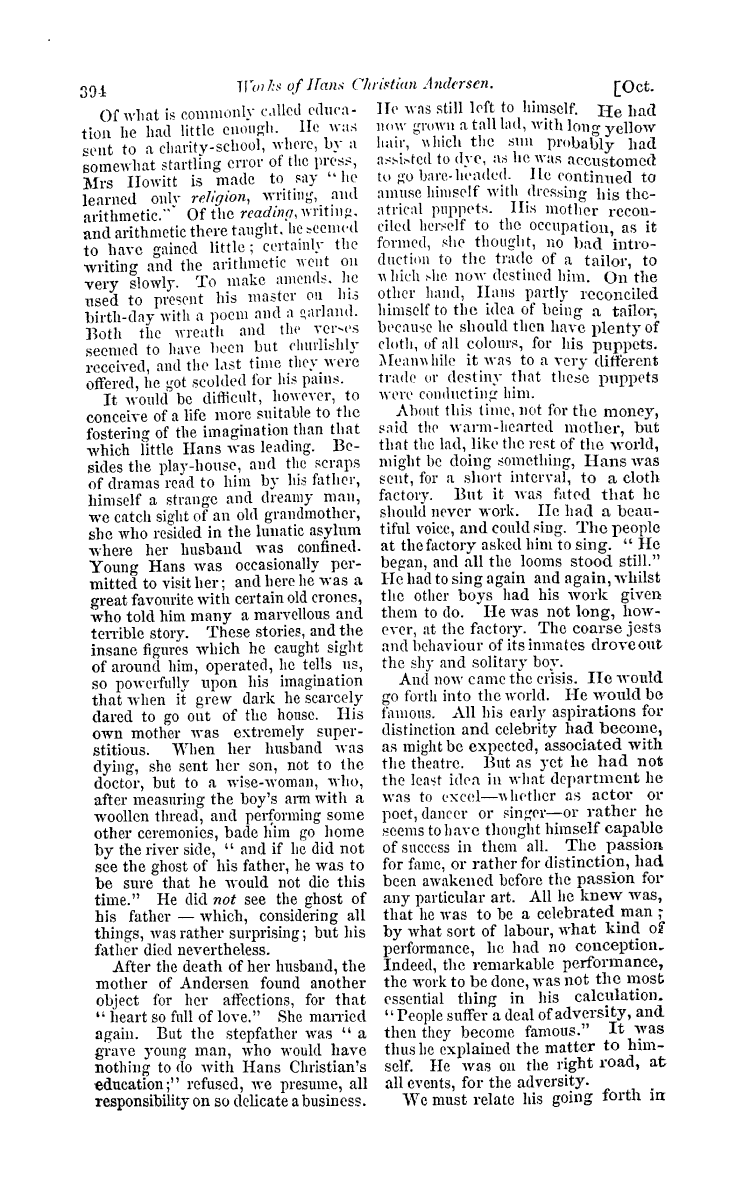 394 Works of Hans Christian Andersen. [Oct.
Of what is commonly called educa-
tion he had little enough. He was
sent to a charity-school, where, by a
somewhat startling error of the press,
Mrs Howitt is made to say "he
learned only religion, writing, and
arithmetic." Of the reading, writing,
and arithmetic there taught, he seemed
to have gained little; certainly the
writing and the arithmetic went on
very slowly. To make amends, he
used to present his master on his
birth-day with a poem and a garland.
Both the wreath and the verses
seemed to have been but churlishly
received, and the last time they were
offered, he got scolded for his pains.
It would be difficult, however, to
conceive of a life more suitable to the
fostering of the imagination than that
which little Hans was leading. Be-
sides the play-house, and the scraps
of dramas read to him by his father,
himself a strange and dreamy man,
we catch sight of an old grandmother,
she who resided in the lunatic asylum
where her husband was confined.
Young Hans was occasionally per-
mitted to visit her; and here he was a
great favourite with certain old crones,
who told him many a marvellous and
terrible story. These stories, and the
insane figures which he caught sight
of around him, operated, he tells us,
so powerfully upon his imagination
that when it grew dark he scarcely
dared to go out of the house. His
own mother was extremely super-
stitious. When her husband was
dying, she sent her son, not to the
doctor, but to a wise-woman, who,
after measuring the boy's arm with a
woollen thread, and performing some
other ceremonies, bade him go home
by the river side, "and if he did not
see the ghost of his father, he was to
be sure that he would not die this
time." He did not see the ghost of
his father — which, considering all
things, was rather surprising; but his
father died nevertheless.
After the death of her husband, the
mother of Andersen found another
object for her affections, for that
"heart so full of love." She married
again. But the stepfather was "a
grave young man, who would have
nothing to do with Hans Christian's
education;" refused, we presume, all
responsibility on so delicate a business.
He was still left to himself. He had
now grown a tall lad, with long yellow
hair, which the sun probably had
assisted to dye, as he was accustomed
to go bare-headed. He continued to
amuse himself with dressing his the-
atrical puppets. His mother recon-
ciled herself to the occupation, as it
formed, she thought, no bad intro-
duction to the trade of a tailor, to
which she now destined him. On the
other hand, Hans partly reconciled
himself to the idea of being a tailor,
because he should then have plenty of
cloth, of all colours, for his puppets.
Meanwhile it was to a very different
trade or destiny that these puppets
were conducting him.
About this time, not for the money,
said the warm-hearted mother, but
that the lad, like the rest of the world,
might be doing something, Hans was
sent, for a short interval, to a cloth
factory. But it was fated that he
should never work. He had a beau-
tiful voice, and could sing. The people
at the factory asked him to sing. "He
began, and all the looms stood still."
He had to sing again and again, whilst
the other boys had his work given
them to do. He was not long, how-
ever, at the factory. The coarse jests
and behaviour of its inmates drove out
the shy and solitary boy.
And now came the crisis. He would
go forth into the world. He would be
famous. All his early aspirations for
distinction and celebrity had become,
as might be expected, associated with
the theatre. But as yet he had not
the least idea in what department he
was to excel—whether as actor or
poet, dancer or singer—or rather he
seems to have thought himself capable
of success in them all. The passion
for fame, or rather for distinction, had
been awakened before the passion for
any particular art. All he knew was,
that he was to be a celebrated man;
by what sort of labour, what kind of
performance, he had no conception.
Indeed, the remarkable performance,
the work to be done, was not the most
essential thing in his calculation.
"People suffer a deal of adversity, and
then they become famous." It was
thus he explained the matter to him-
self. He was on the right road, at
all events, for the adversity.
We must relate his going forth in